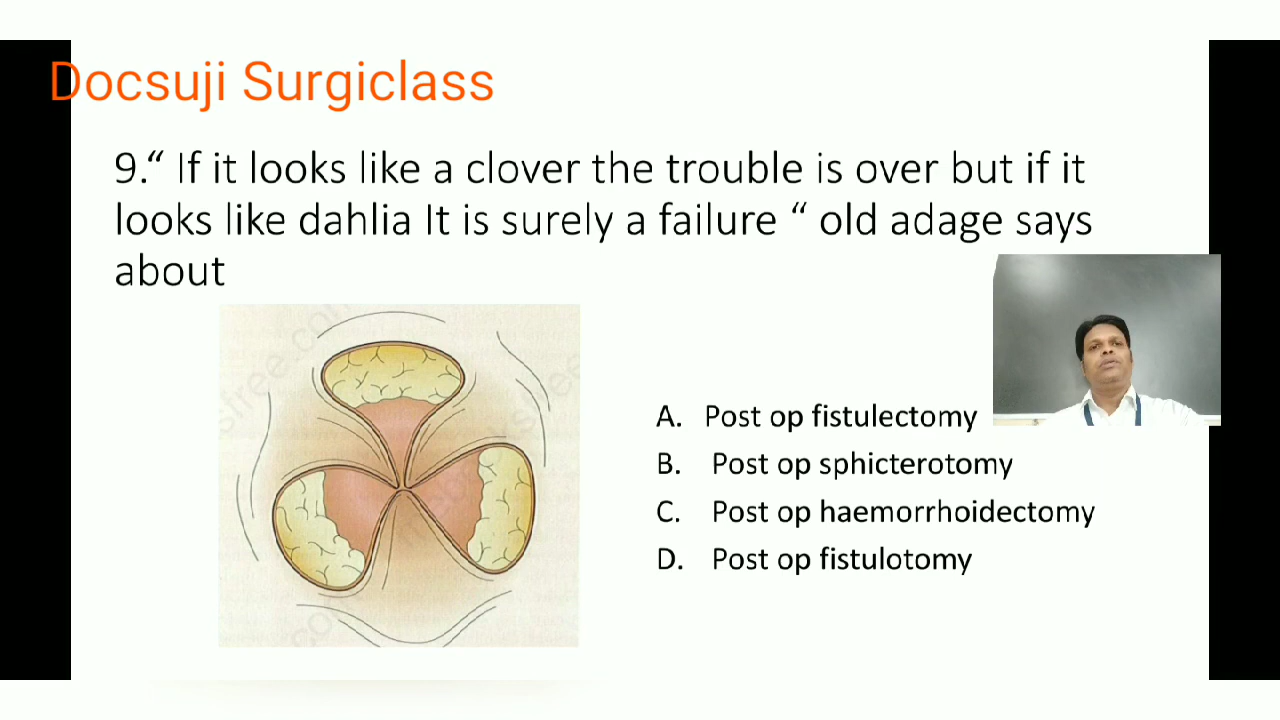 Docsuji Surgiclass
9.“ If it looks like a clover the trouble is over but if it
looks like dahlia It is surely a failure “ old adage says
about
A. Post op fistulectomy
B. Post op sphicterotomy
C. Post op haemorrhoidectomy
D. Post op fistulotomy